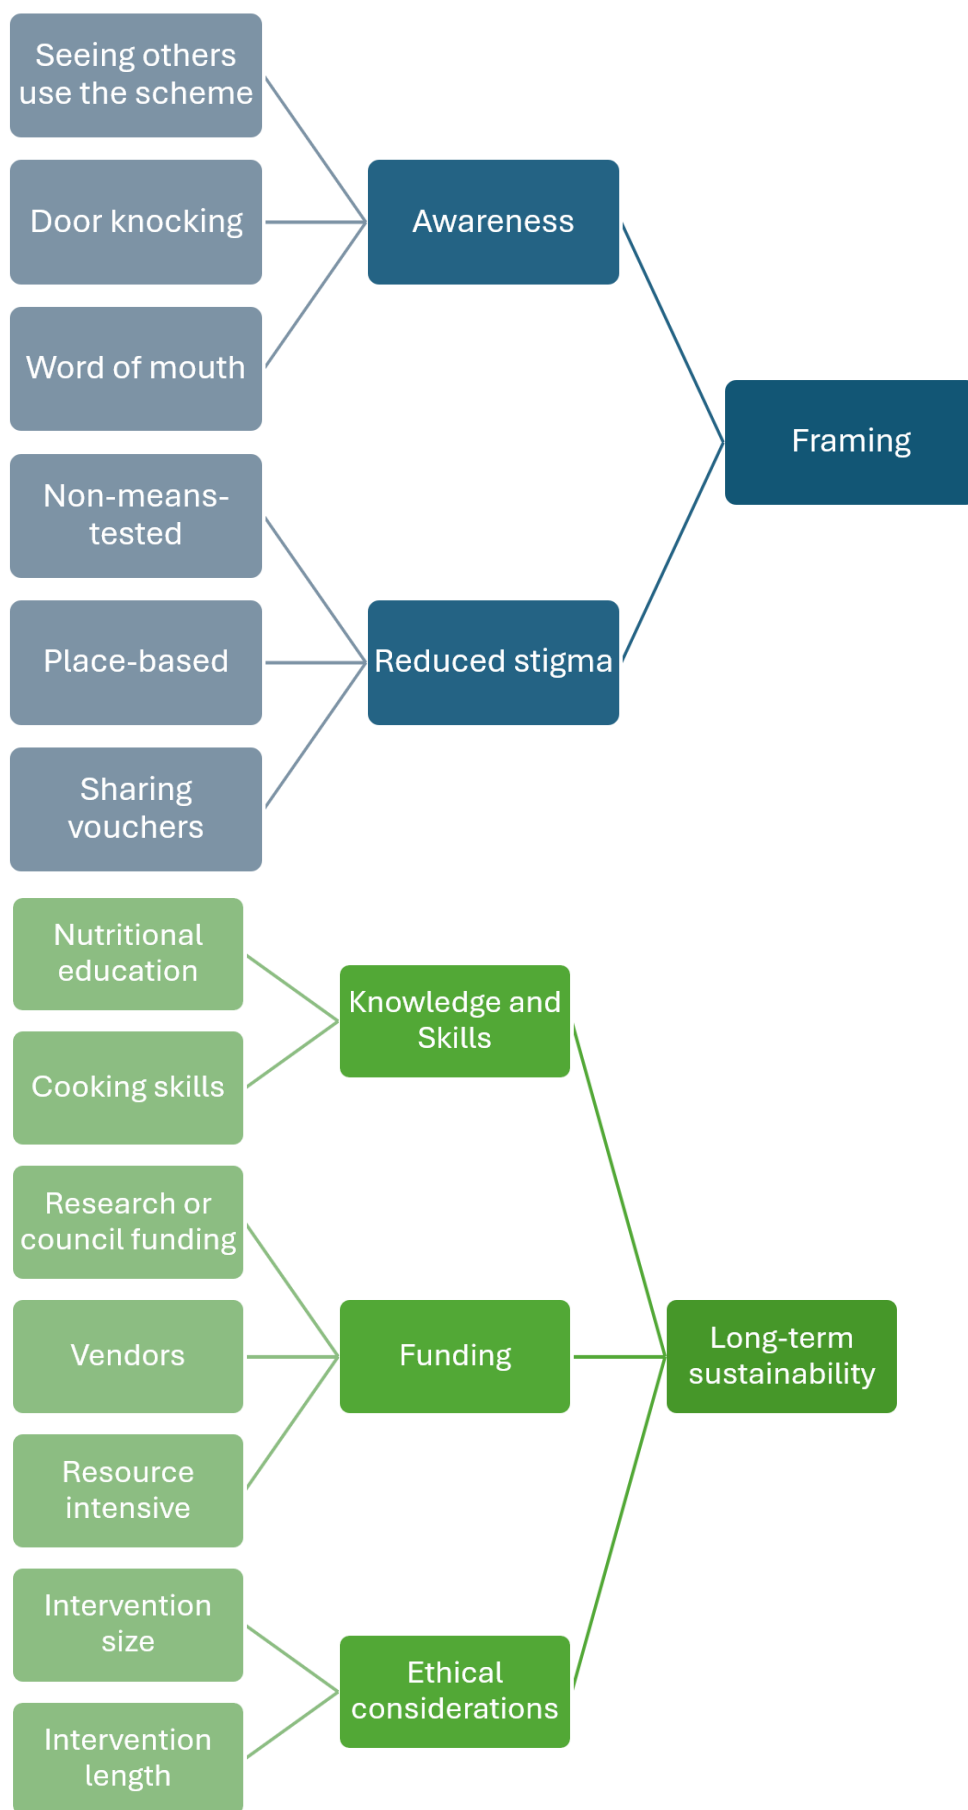 Seeing others
use the scheme
Door knocking
Word of mouth
Awareness
Non-means-
tested
Place-based
Sharing
vouchers
Reduced stigma
Framing
Nutritional
education
Cooking skills
Knowledge and
Skills
Research or
council funding
Vendors
Resource
intensive
Funding
Intervention
size
Intervention
length
Ethical
considerations
Long-term
sustainability